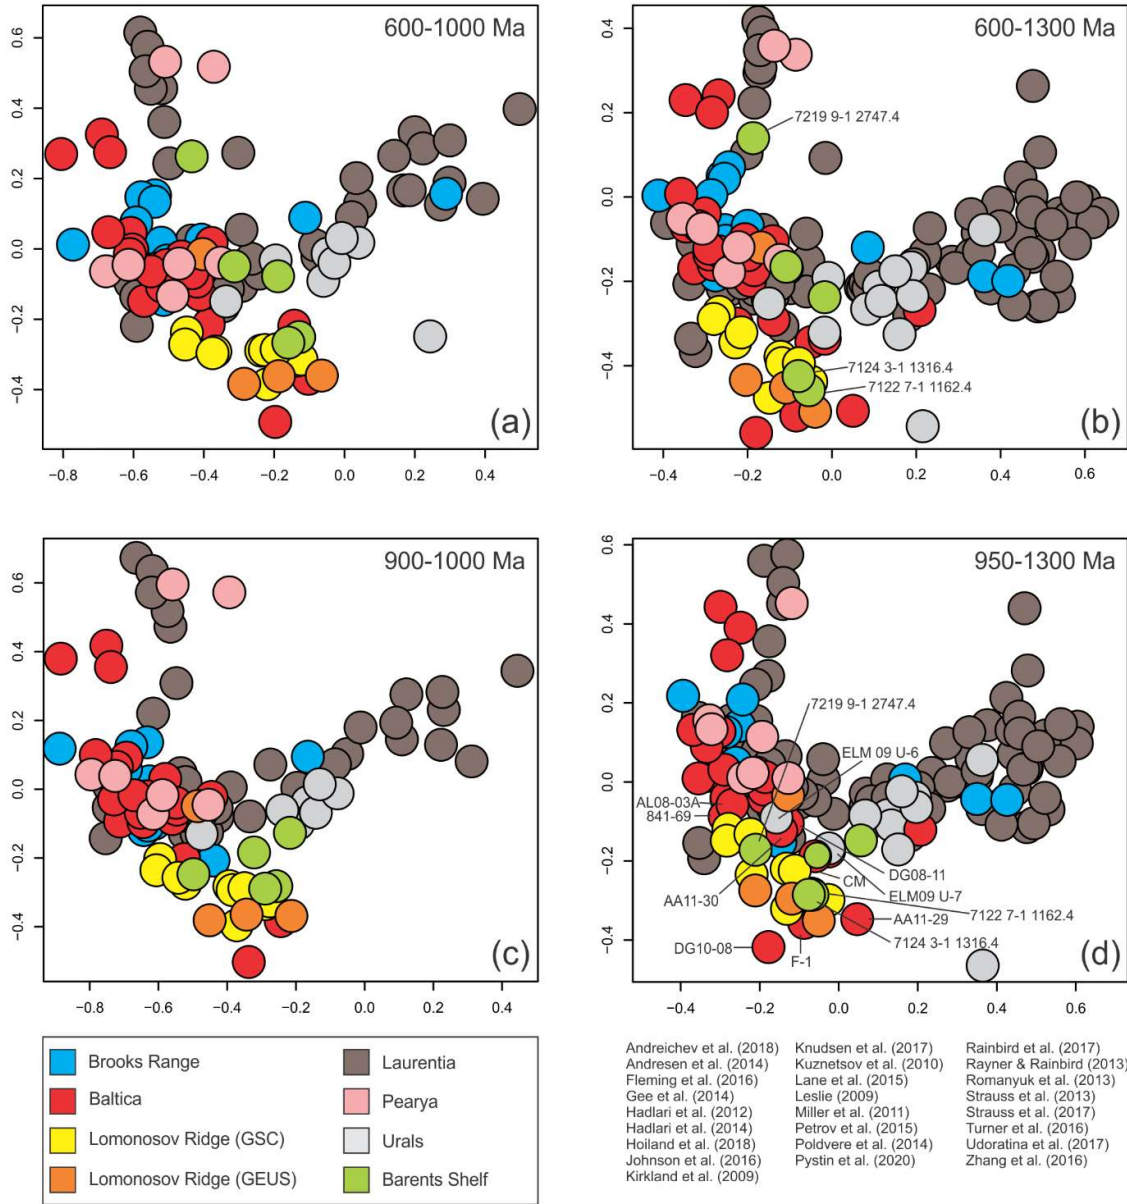 600-1000 Ma
0.6
0.4
0.2
0.0
−0.2
−0.4
(a)
−0.8
−0.6
−0.4
−0.2
0.0
0.2
0.4
600-1300 Ma
0.4
0.2
0.0
−0.2
−0.4
7219 9-1 2747.4
7124 3-1 1316.4
7122 7-1 1162.4
(b)
−0.4
−0.2
0.0
0.2
0.4
0.6
900-1000 Ma
0.6
0.4
0.2
0.0
−0.2
−0.4
(c)
−0.8
−0.6
−0.4
−0.2
0.0
0.2
0.4
950-1300 Ma
0.6
0.4
0.2
0.0
−0.2
−0.4
7219 9-1 2747.4
ELM 09 U-6
AL08-03A
841-69
AA11-30
DG08-11
CM
ELM09 U-7
7122 7-1 1162.4
AA11-29
7124 3-1 1316.4
DG10-08
F-1
(d)
−0.4
−0.2
0.0
0.2
0.4
0.6
Brooks Range
Baltica
Lomonosov Ridge (GSC)
Lomonosov Ridge (GEUS)
Laurentia
Pearya
Urals
Barents Shelf
Andreichev et al. (2018)
Andresen et al. (2014)
Fleming et al. (2016)
Gee et al. (2014)
Hadlari et al. (2012)
Hadlari et al. (2014)
Hoiland et al. (2018)
Johnson et al. (2016)
Kirkland et al. (2009)
Knudsen et al. (2017)
Kuznetsov et al. (2010)
Lane et al. (2015)
Leslie (2009)
Miller et al. (2011)
Petrov et al. (2015)
Poldvere et al. (2014)
Pystin et al. (2020)
Rainbird et al. (2017)
Rayner & Rainbird (2013)
Romanyuk et al. (2013)
Strauss et al. (2013)
Strauss et al. (2017)
Turner et al. (2016)
Udoratina et al. (2017)
Zhang et al. (2016)